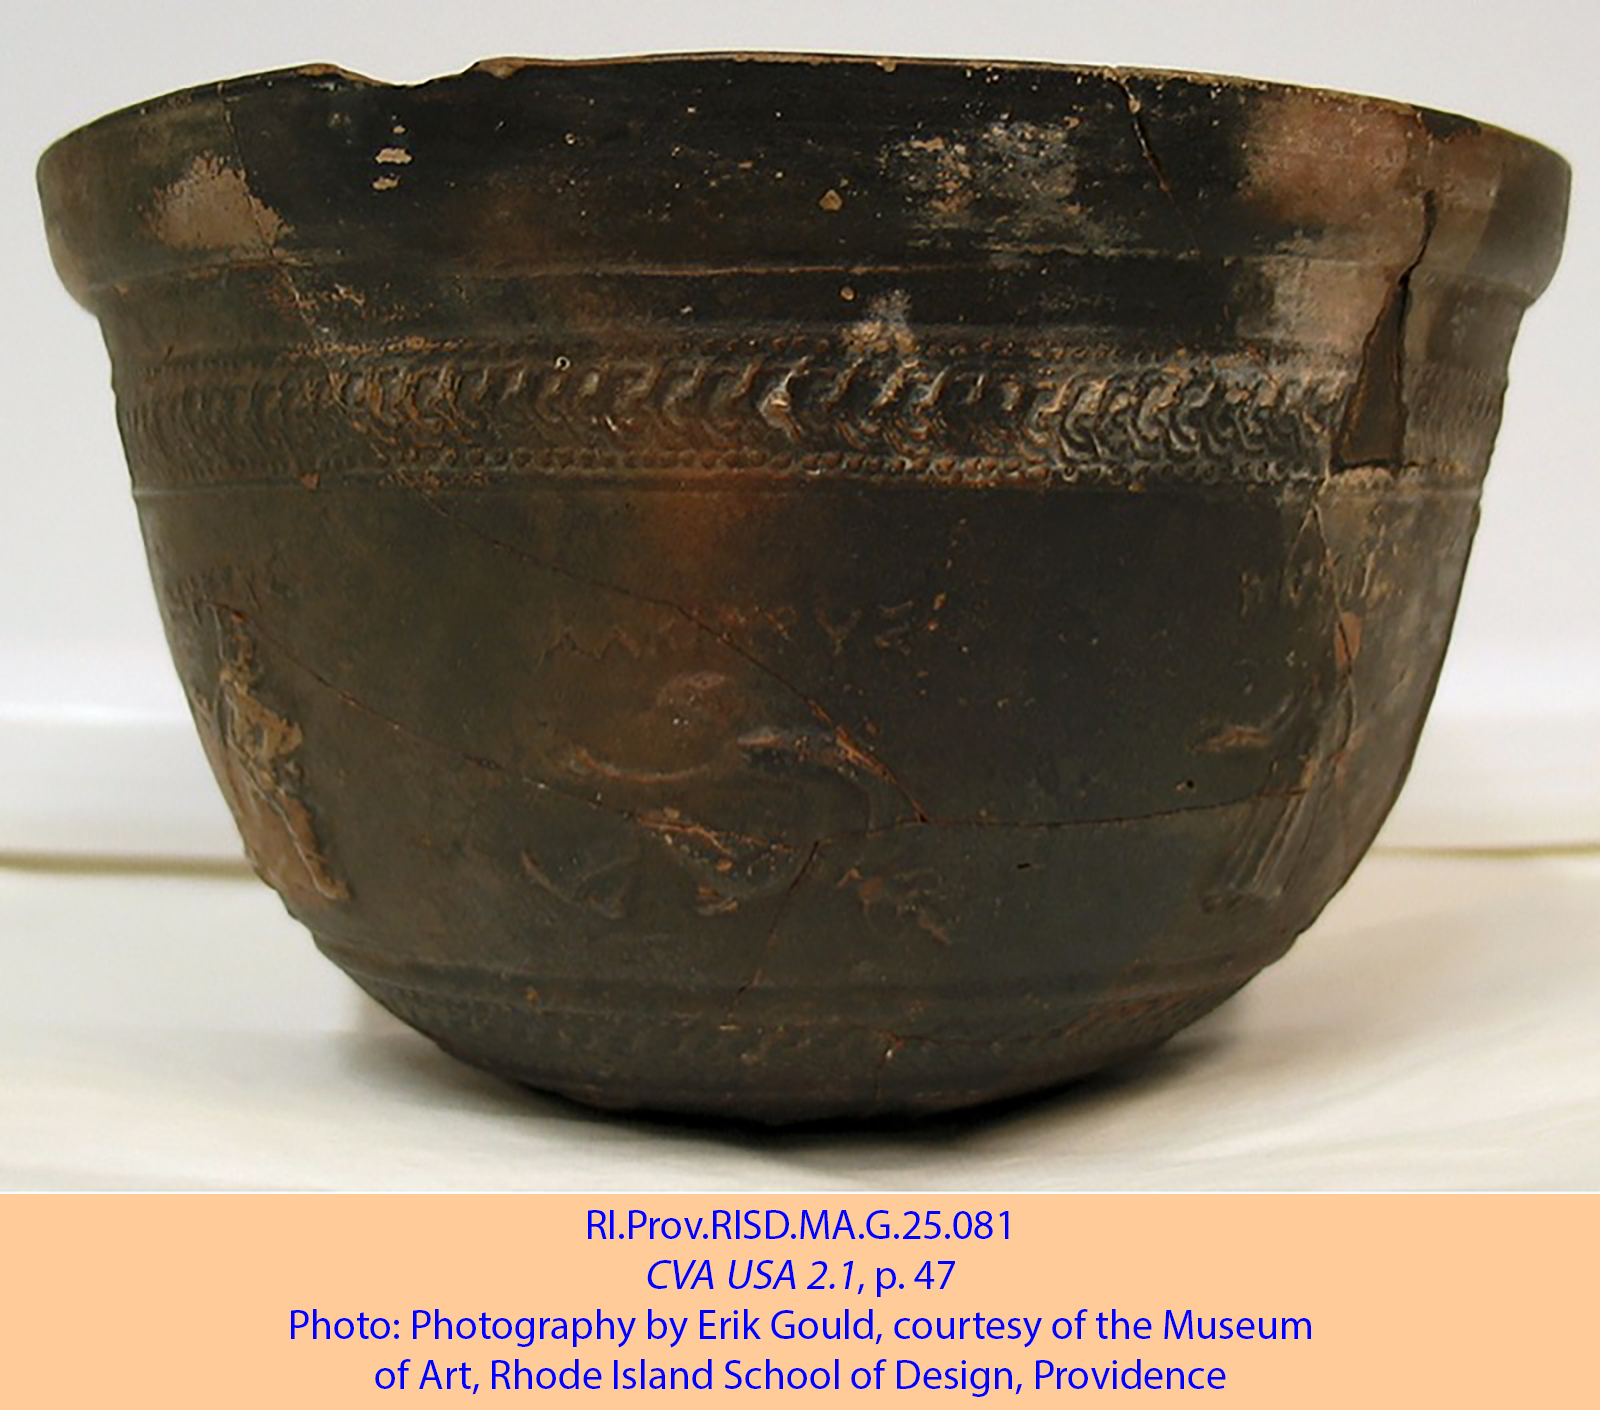 RI.Prov.RISD.MA.G.25.081
CVA USA 2.1, p. 47
Photo: Photography by Erik Gould, courtesy of the Museum
of Art, Rhode Island School of Design, Providence